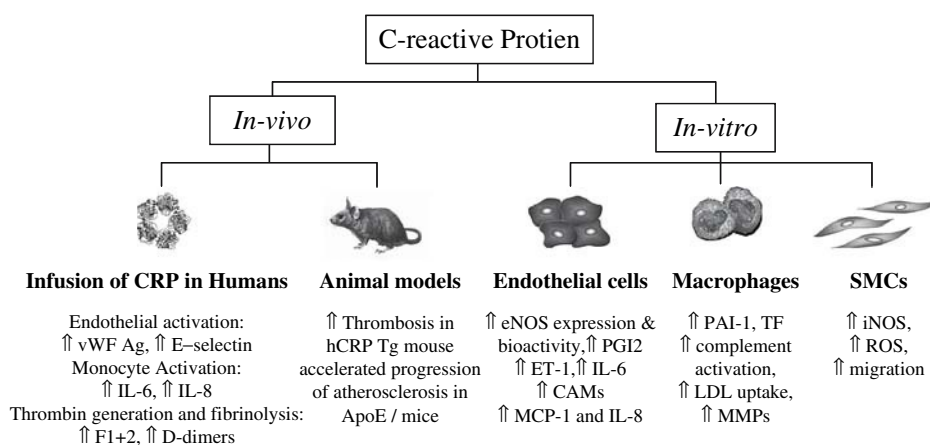 C-reactive Protien
In-vivo
In-vitro
Infusion of CRP in Humans
Endothelial activation:
⇑ vWF Ag, ⇑ E−selectin
Monocyte Activation:
⇑ IL-6, ⇑ IL-8
Thrombin generation and fibrinolysis:
⇑ F1+2, ⇑ D-dimers
Animal models
⇑ Thrombosis in
hCRP Tg mouse
accelerated progression
of atherosclerosis in
ApoE / mice
Endothelial cells
⇑ eNOS expression &
bioactivity,⇑ PGI2
⇑ ET-1,⇑ IL-6
⇑ CAMs
⇑ MCP-1 and IL-8
Macrophages
⇑ PAI-1, TF
⇑ complement
activation,
⇑ LDL uptake,
⇑ MMPs
SMCs
⇑ iNOS,
⇑ ROS,
⇑ migration